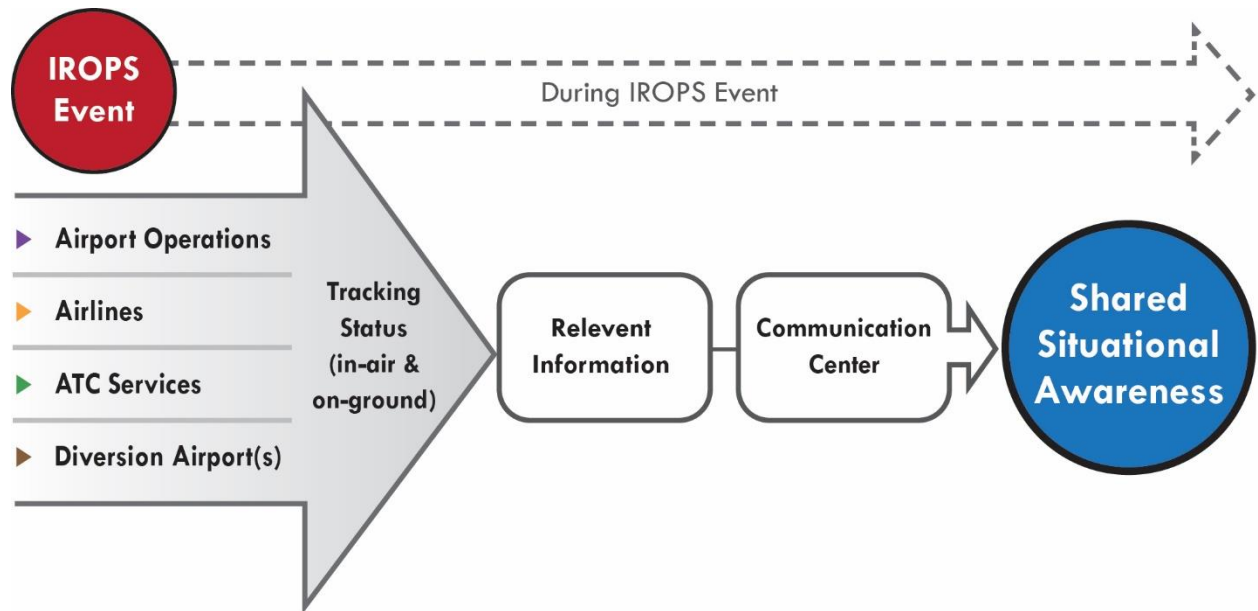 IROPS
Event
During IROPS Event
Airport Operations
Airlines
ATC Services
Diversion Airport(s)
Tracking
Status
(in-air &
on-ground)
Relevent
Information
Communication
Center
Shared
Situational
Awareness